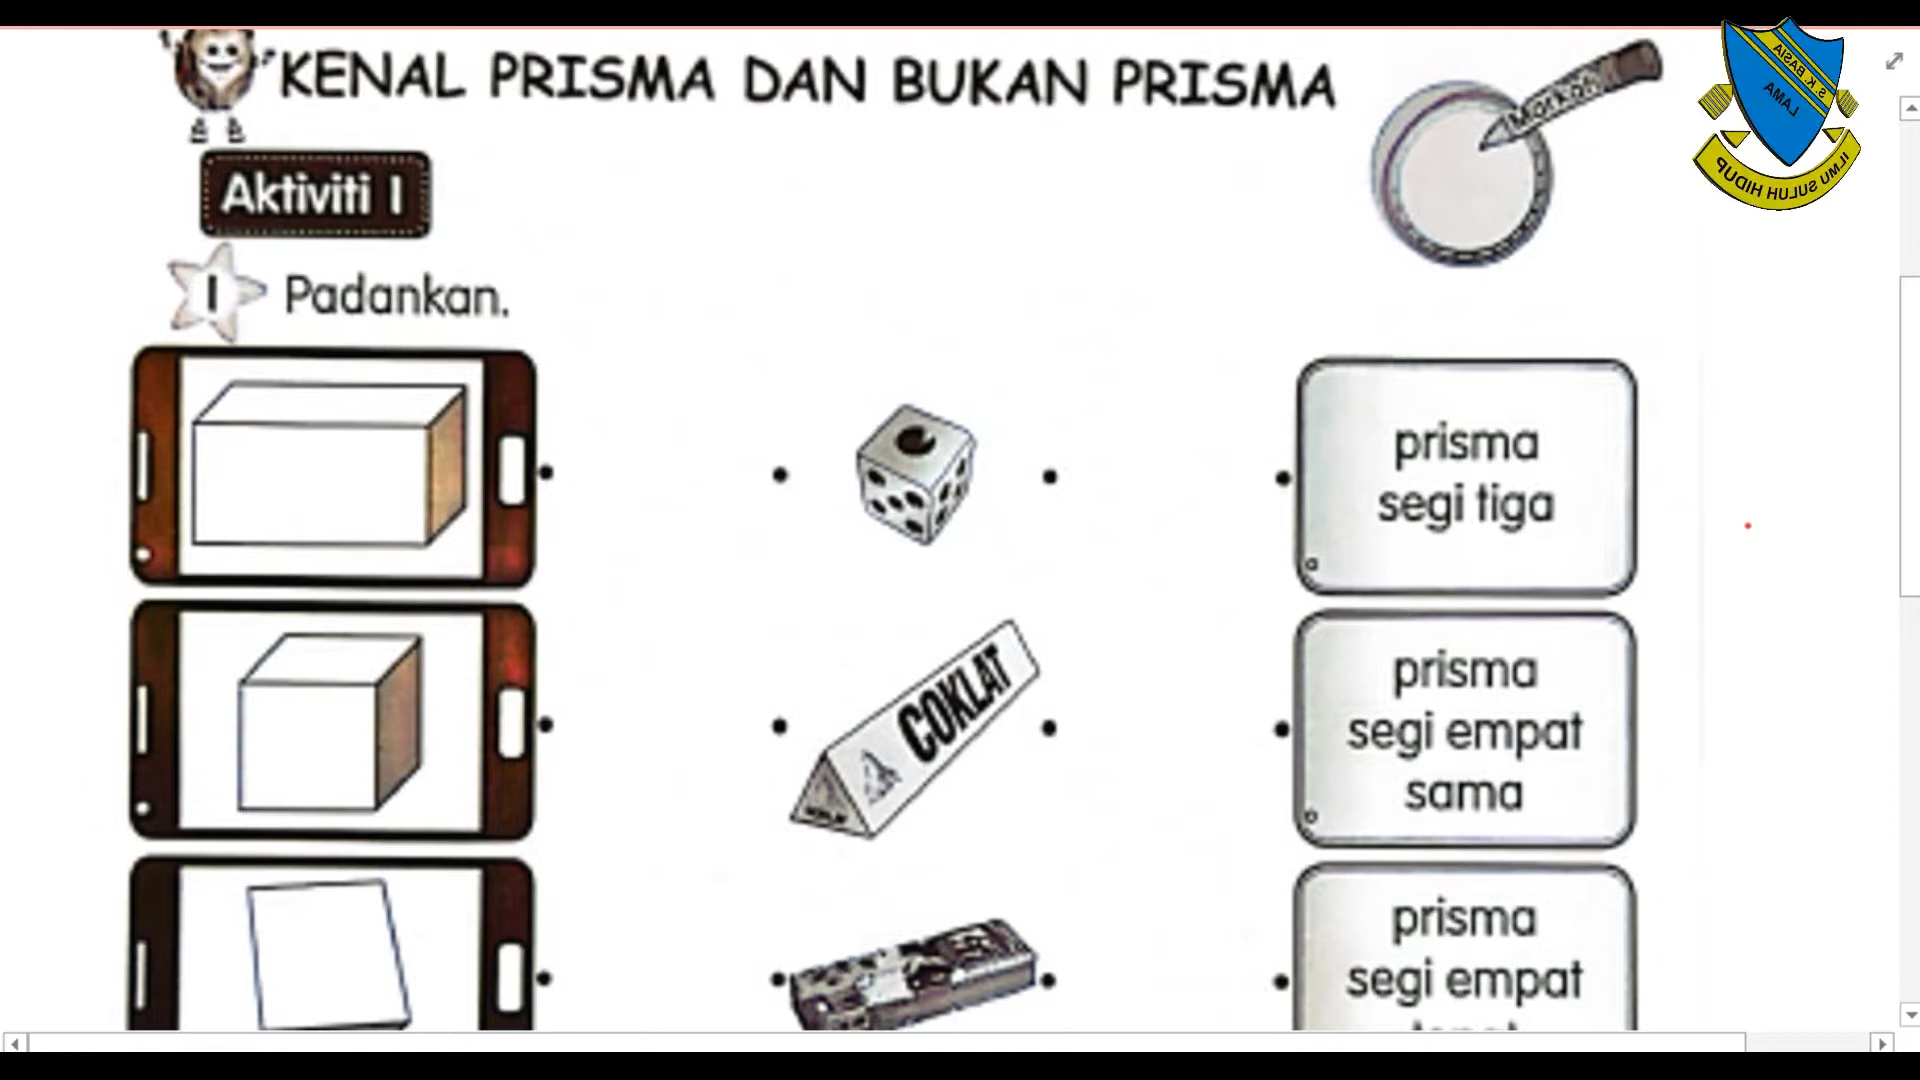 KENAL PRISMA DAN BUKAN PRISMA
Markah
S. K. BASIA
LAMA
ILMU SULUH HIDUP
Aktiviti 1
1 Padankan.
prisma
segi tiga
COKLAT
prisma
segi empat
sama
prisma
segi empat